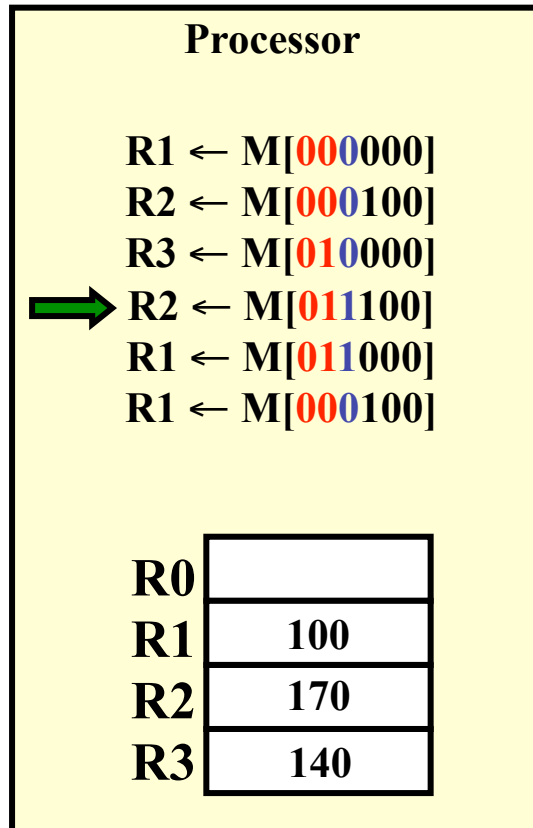 Processor
R1 ← M[000000]
R2 ← M[000100]
R3 ← M[010000]
R2 ← M[011100]
R1 ← M[011000]
R1 ← M[000100]
R0
R1 100
R2 170
R3 140